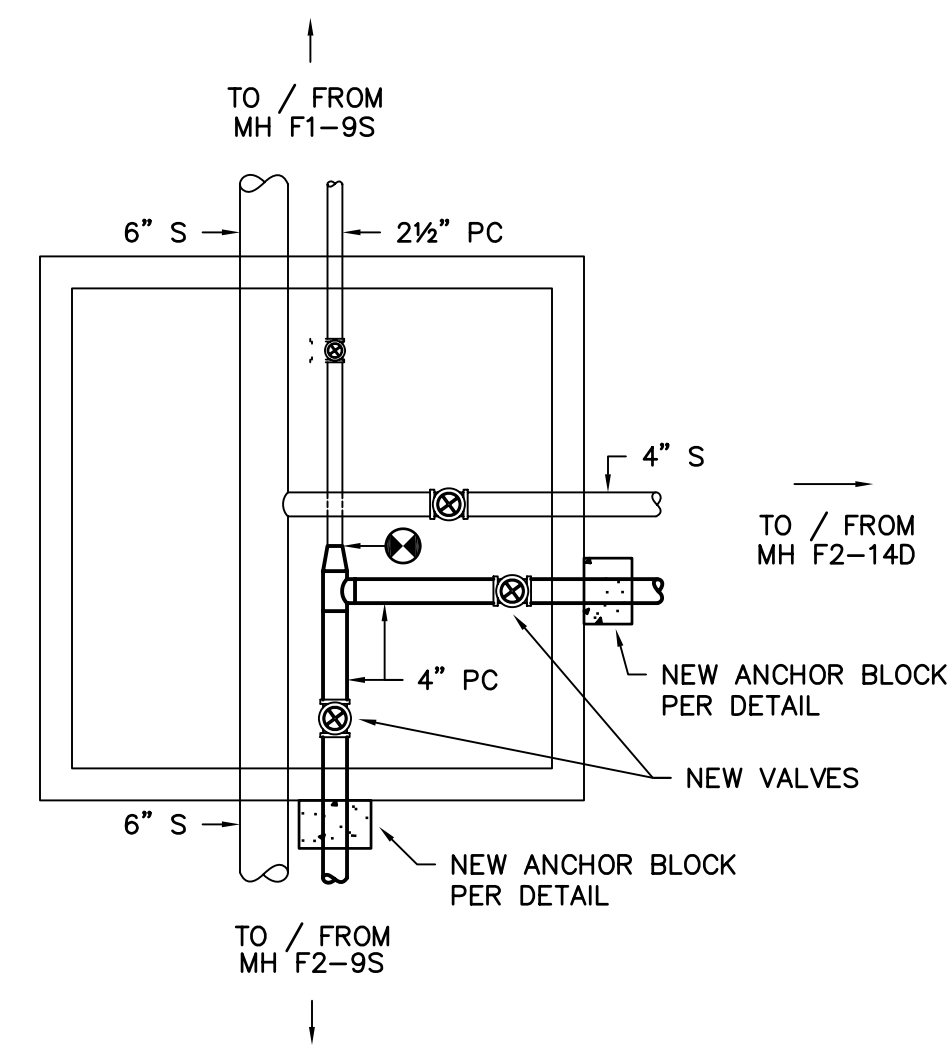 TO / FROM
MH F1-9S
6" S
2½" PC
4" S
TO / FROM
MH F2-14D
NEW ANCHOR BLOCK
PER DETAIL
4" PC
NEW VALVES
6" S
NEW ANCHOR BLOCK
PER DETAIL
TO / FROM
MH F2-9S